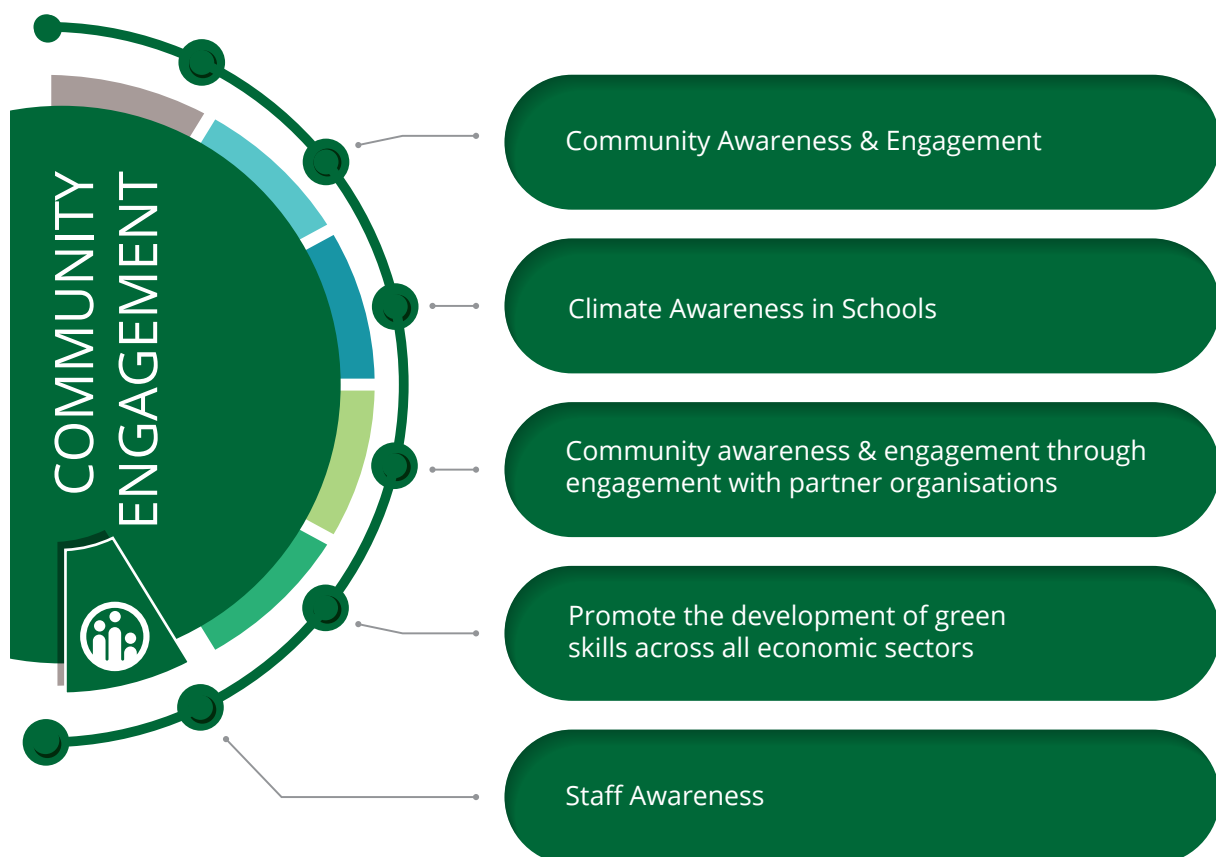 COMMUNITY
ENGAGEMENT
Community Awareness & Engagement
Climate Awareness in Schools
Community awareness & engagement through
engagement with partner organisations
Promote the development of green
skills across all economic sectors
Staff Awareness